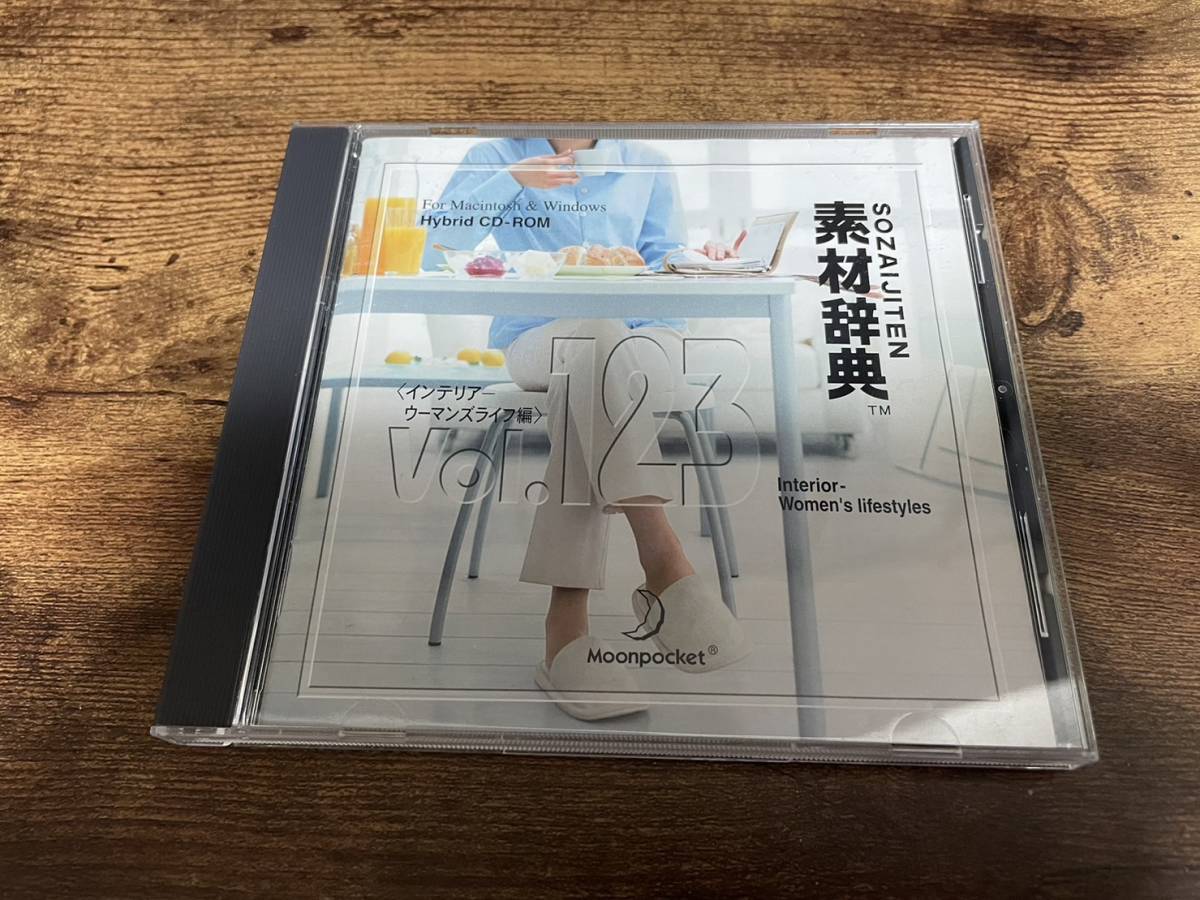 For Macintosh & Windows
Hybrid CD-ROM
素材辞典
TM
SOZAIJITEN
〈インテリアー
ウーマンズライフ編〉
Vol.123
Interior-
Women's lifestyles
Moonpocket®